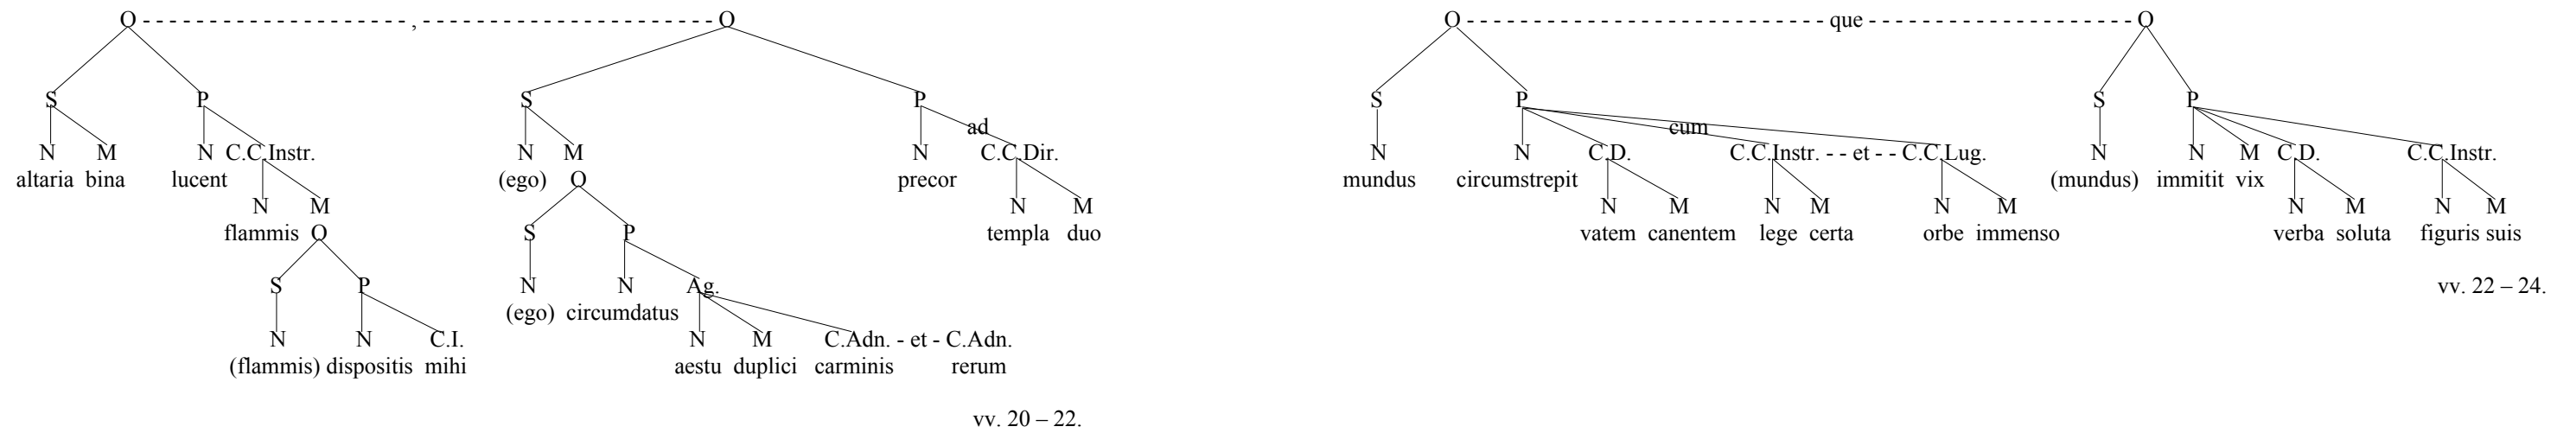 O - - - - - - - - - - - - - - - - - - - - - - , - - - - - - - - - - - - - - - - - - - - - - - - O
O - - - - - - - - - - - - - - - - - - - - - - - - - - - - - que - - - - - - - - - - - - - - - - - - - - - O
S P S P S P S P
ad cum
N M N C.C.Instr. N M N C.C.Dir. N N C.D. C.C.Instr. - - et - - C.C.Lug. N N M C.D. C.C.Instr.
altaria bina lucent (ego) O precor mundus circumstrepit (mundus) immitit vix
N M N M N M N M N M N M N M
flammis O S P templa duo vatem canentem lege certa orbe immenso verba soluta figuris suis
S P N N Ag. vv. 22 – 24.
(ego) circumdatus
N N C.I. N M C.Adn. - et - C.Adn.
(flammis) dispositis mihi aestu duplici carminis rerum
vv. 20 – 22.